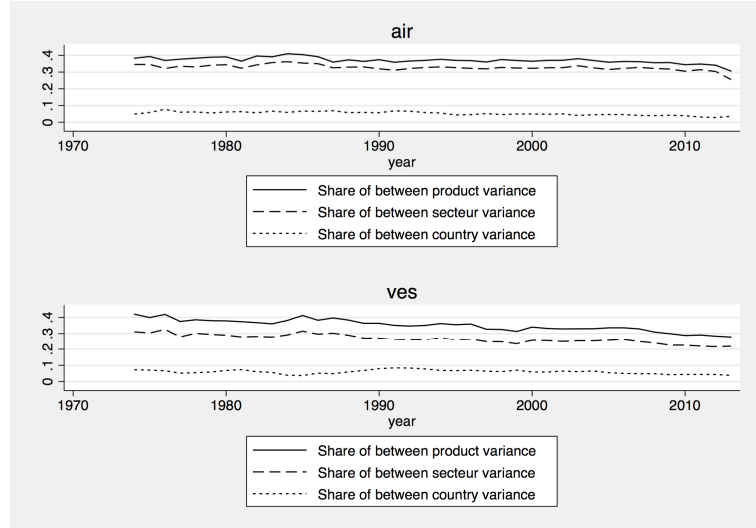 air
.4
.3
.2
.1
0
1970 1980 1990 2000 2010
year
Share of between product variance
Share of between secteur variance
Share of between country variance
ves
.4
.3
.2
.1
0
1970 1980 1990 2000 2010
year
Share of between product variance
Share of between secteur variance
Share of between country variance